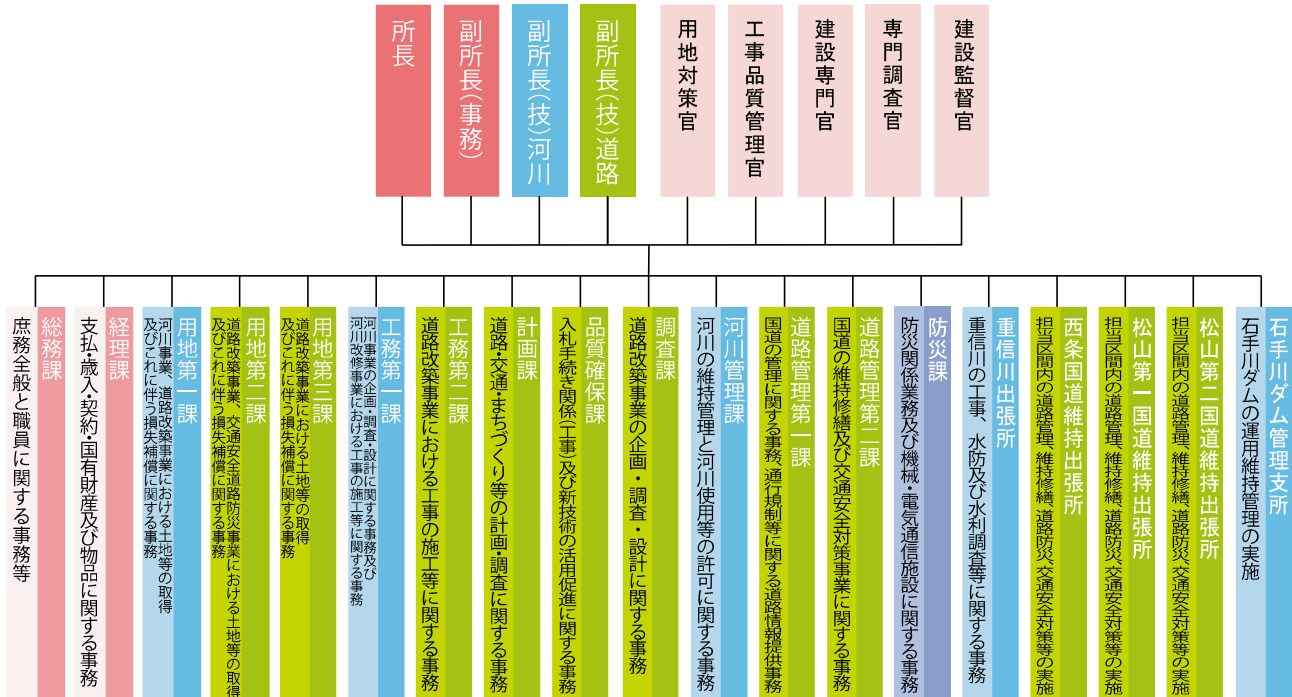 所長
副所長（事務）
副所長（技）河川
副所長（技）道路
用地対策官
工事品質管理官
建設専門官
専門調査官
建設監督官
総務課
庶務全般と職員に関する事務等
経理課
支払・歳入・契約・国有財産及び物品に関する事務
用地第一課
河川事業、道路改築事業における土地等の取得
及びこれに伴う損失補償に関する事務
用地第二課
道路改築事業、交通安全道路防災事業における土地等の取得
及びこれに伴う損失補償に関する事務
用地第三課
道路改築事業における土地等の取得
及びこれに伴う損失補償に関する事務
工務第一課
河川事業の企画・調査・設計に関する事務及び
河川改修事業における工事の施工等に関する事務
工務第二課
道路改築事業における工事の施工等に関する事務
計画課
道路・交通・まちづくり等の計画・調査に関する事務
品質確保課
入札手続き関係（工事）及び新技術の活用促進に関する事務
調査課
道路改築事業の企画・調査・設計に関する事務
河川管理課
河川の維持管理と河川使用等の許可に関する事務
道路管理第一課
国道の管理に関する事務、通行規制等に関する道路情報提供事務
道路管理第二課
国道の維持修繕及び交通安全対策事業に関する事務
防災課
防災関係業務及び機械・電気通信施設に関する事務
重信川出張所
重信川の工事、水防及び水利調査等に関する事務
西条国道維持出張所
担当区間内の道路管理、維持修繕、道路防災、交通安全対策等の実施
松山第一国道維持出張所
担当区間内の道路管理、維持修繕、道路防災、交通安全対策等の実施
松山第二国道維持出張所
担当区間内の道路管理、維持修繕、道路防災、交通安全対策等の実施
石手川ダム管理支所
石手川ダムの運用維持管理の実施